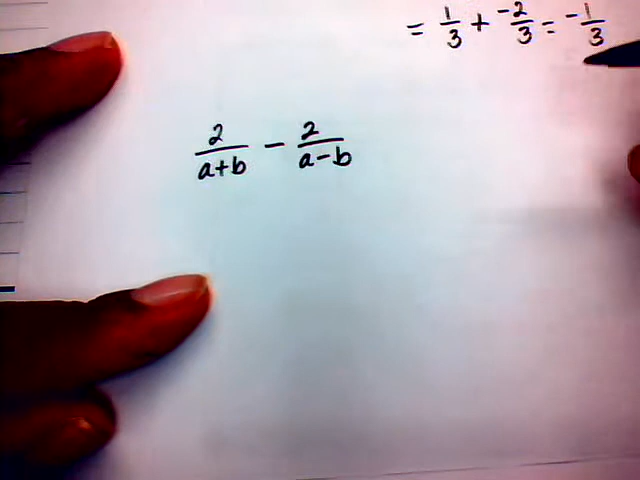 = 1/3 + -2/3 = -1/3
2/(a+b) - 2/(a-b)